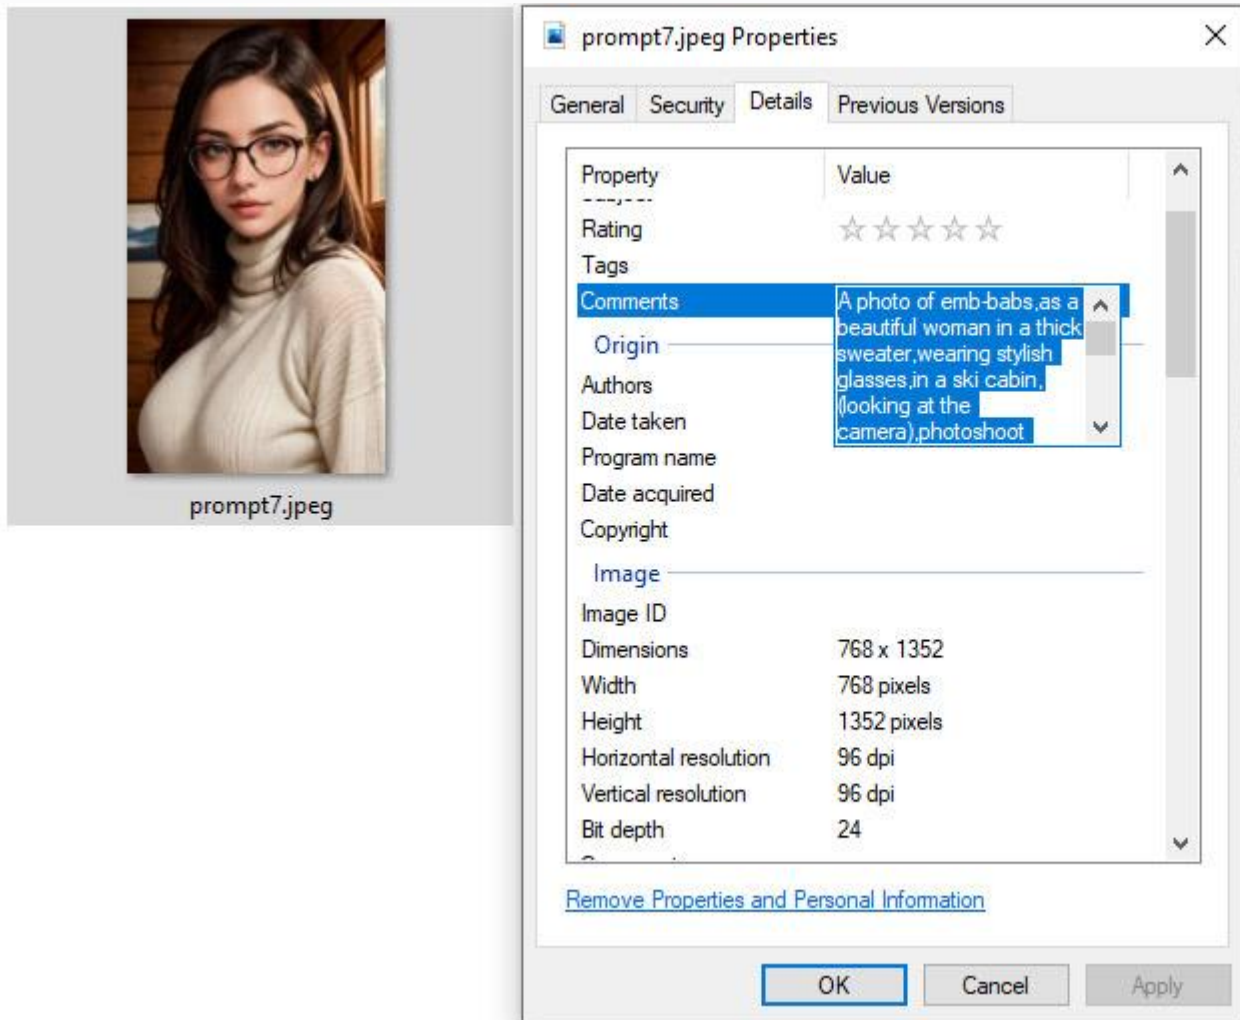 prompt7.jpeg
prompt7.jpeg Properties
General Security Details Previous Versions
Property Value
Rating
Tags
Comments
A photo of emb-babs,as a
beautiful woman in a thick
sweater,wearing stylish
glasses,in a ski cabin,
(looking at the
camera),photoshoot
Origin
Authors
Date taken
Program name
Date acquired
Copyright
Image
Image ID
Dimensions 768 x 1352
Width 768 pixels
Height 1352 pixels
Horizontal resolution 96 dpi
Vertical resolution 96 dpi
Bit depth 24
Remove Properties and Personal Information
OK Cancel Apply